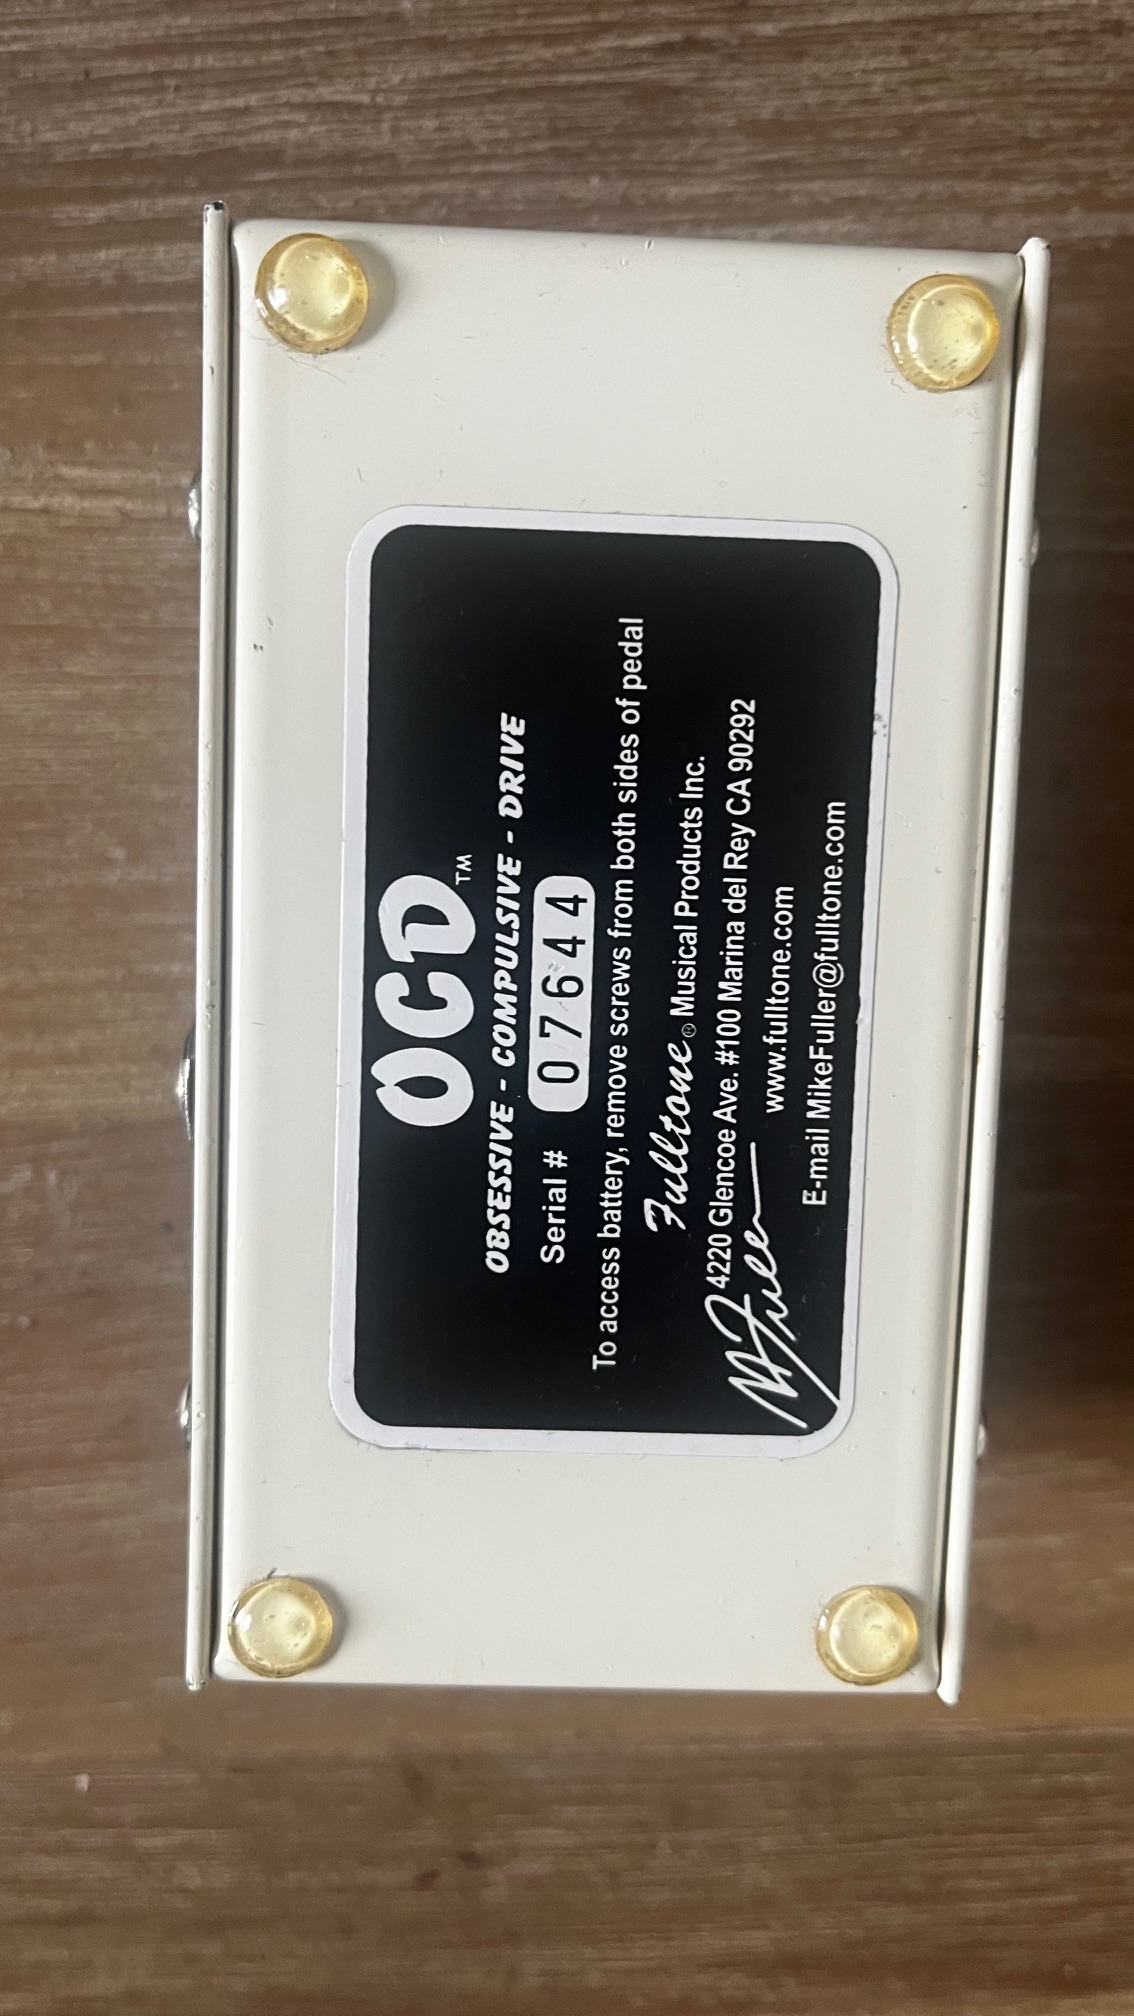 OCD™
OBSESSIVE - COMPULSIVE - DRIVE
Serial # 07644
To access battery, remove screws from both sides of pedal
Fulltone® Musical Products Inc.
4220 Glencoe Ave. #100 Marina del Rey CA 90292
www.fulltone.com
E-mail MikeFuller@fulltone.com
M Fuller